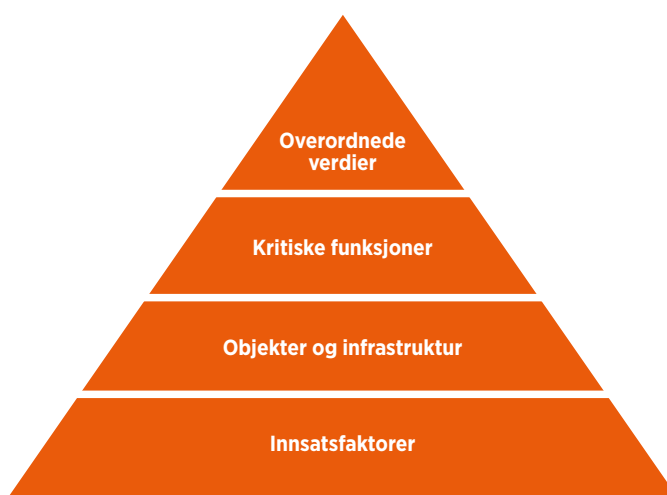 Overordnede
verdier
Kritiske funksjoner
Objekter og infrastruktur
Innsatsfaktorer